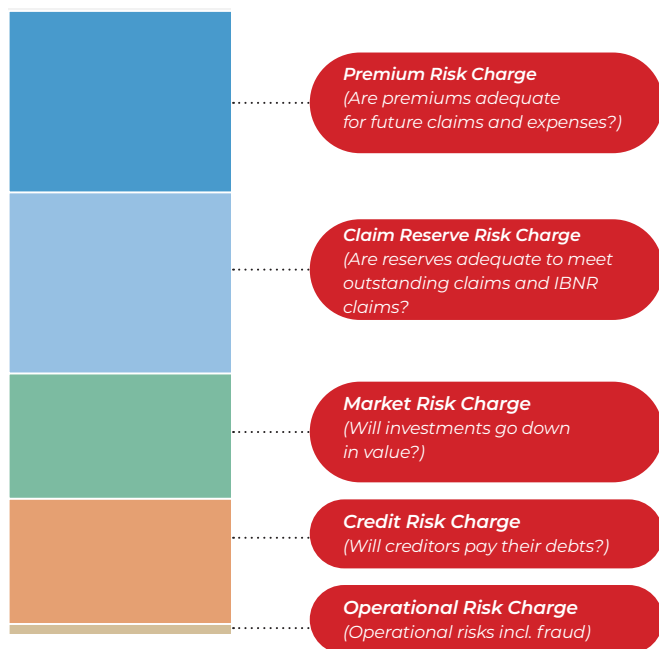 Premium Risk Charge
(Are premiums adequate
for future claims and expenses?)
Claim Reserve Risk Charge
(Are reserves adequate to meet
outstanding claims and IBNR
claims?
Market Risk Charge
(Will investments go down
in value?)
Credit Risk Charge
(Will creditors pay their debts?)
Operational Risk Charge
(Operational risks incl. fraud)